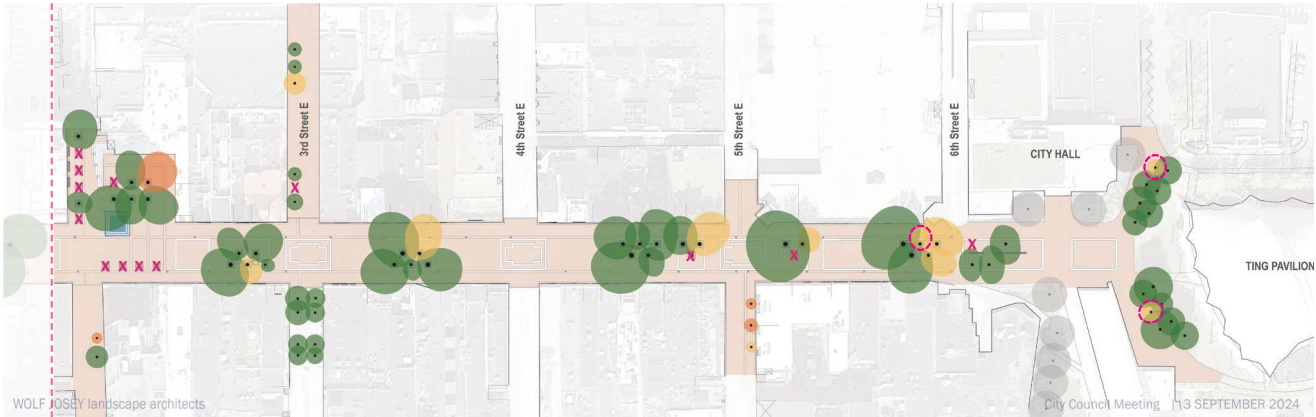 3rd Street E
4th Street E
5th Street E
6th Street E
CITY HALL
TING PAVILION
X
X
X
X
X
X
X
X X X X
X
X
X
WOLF JOSEY landscape architects
City Council Meeting | 13 SEPTEMBER 2024